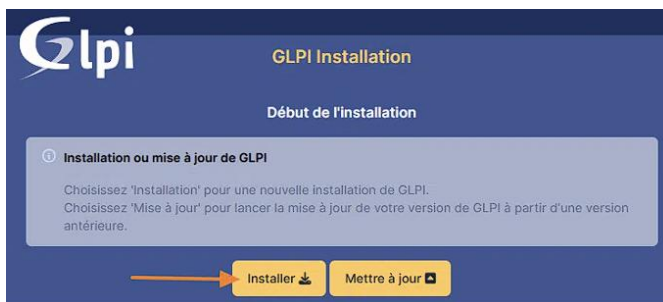 Glpi
GLPI Installation
Début de l'installation
Installation ou mise à jour de GLPI
Choisissez 'Installation' pour une nouvelle installation de GLPI.
Choisissez 'Mise à jour' pour lancer la mise à jour de votre version de GLPI à partir d'une version
antérieure.
Installer
Mettre à jour